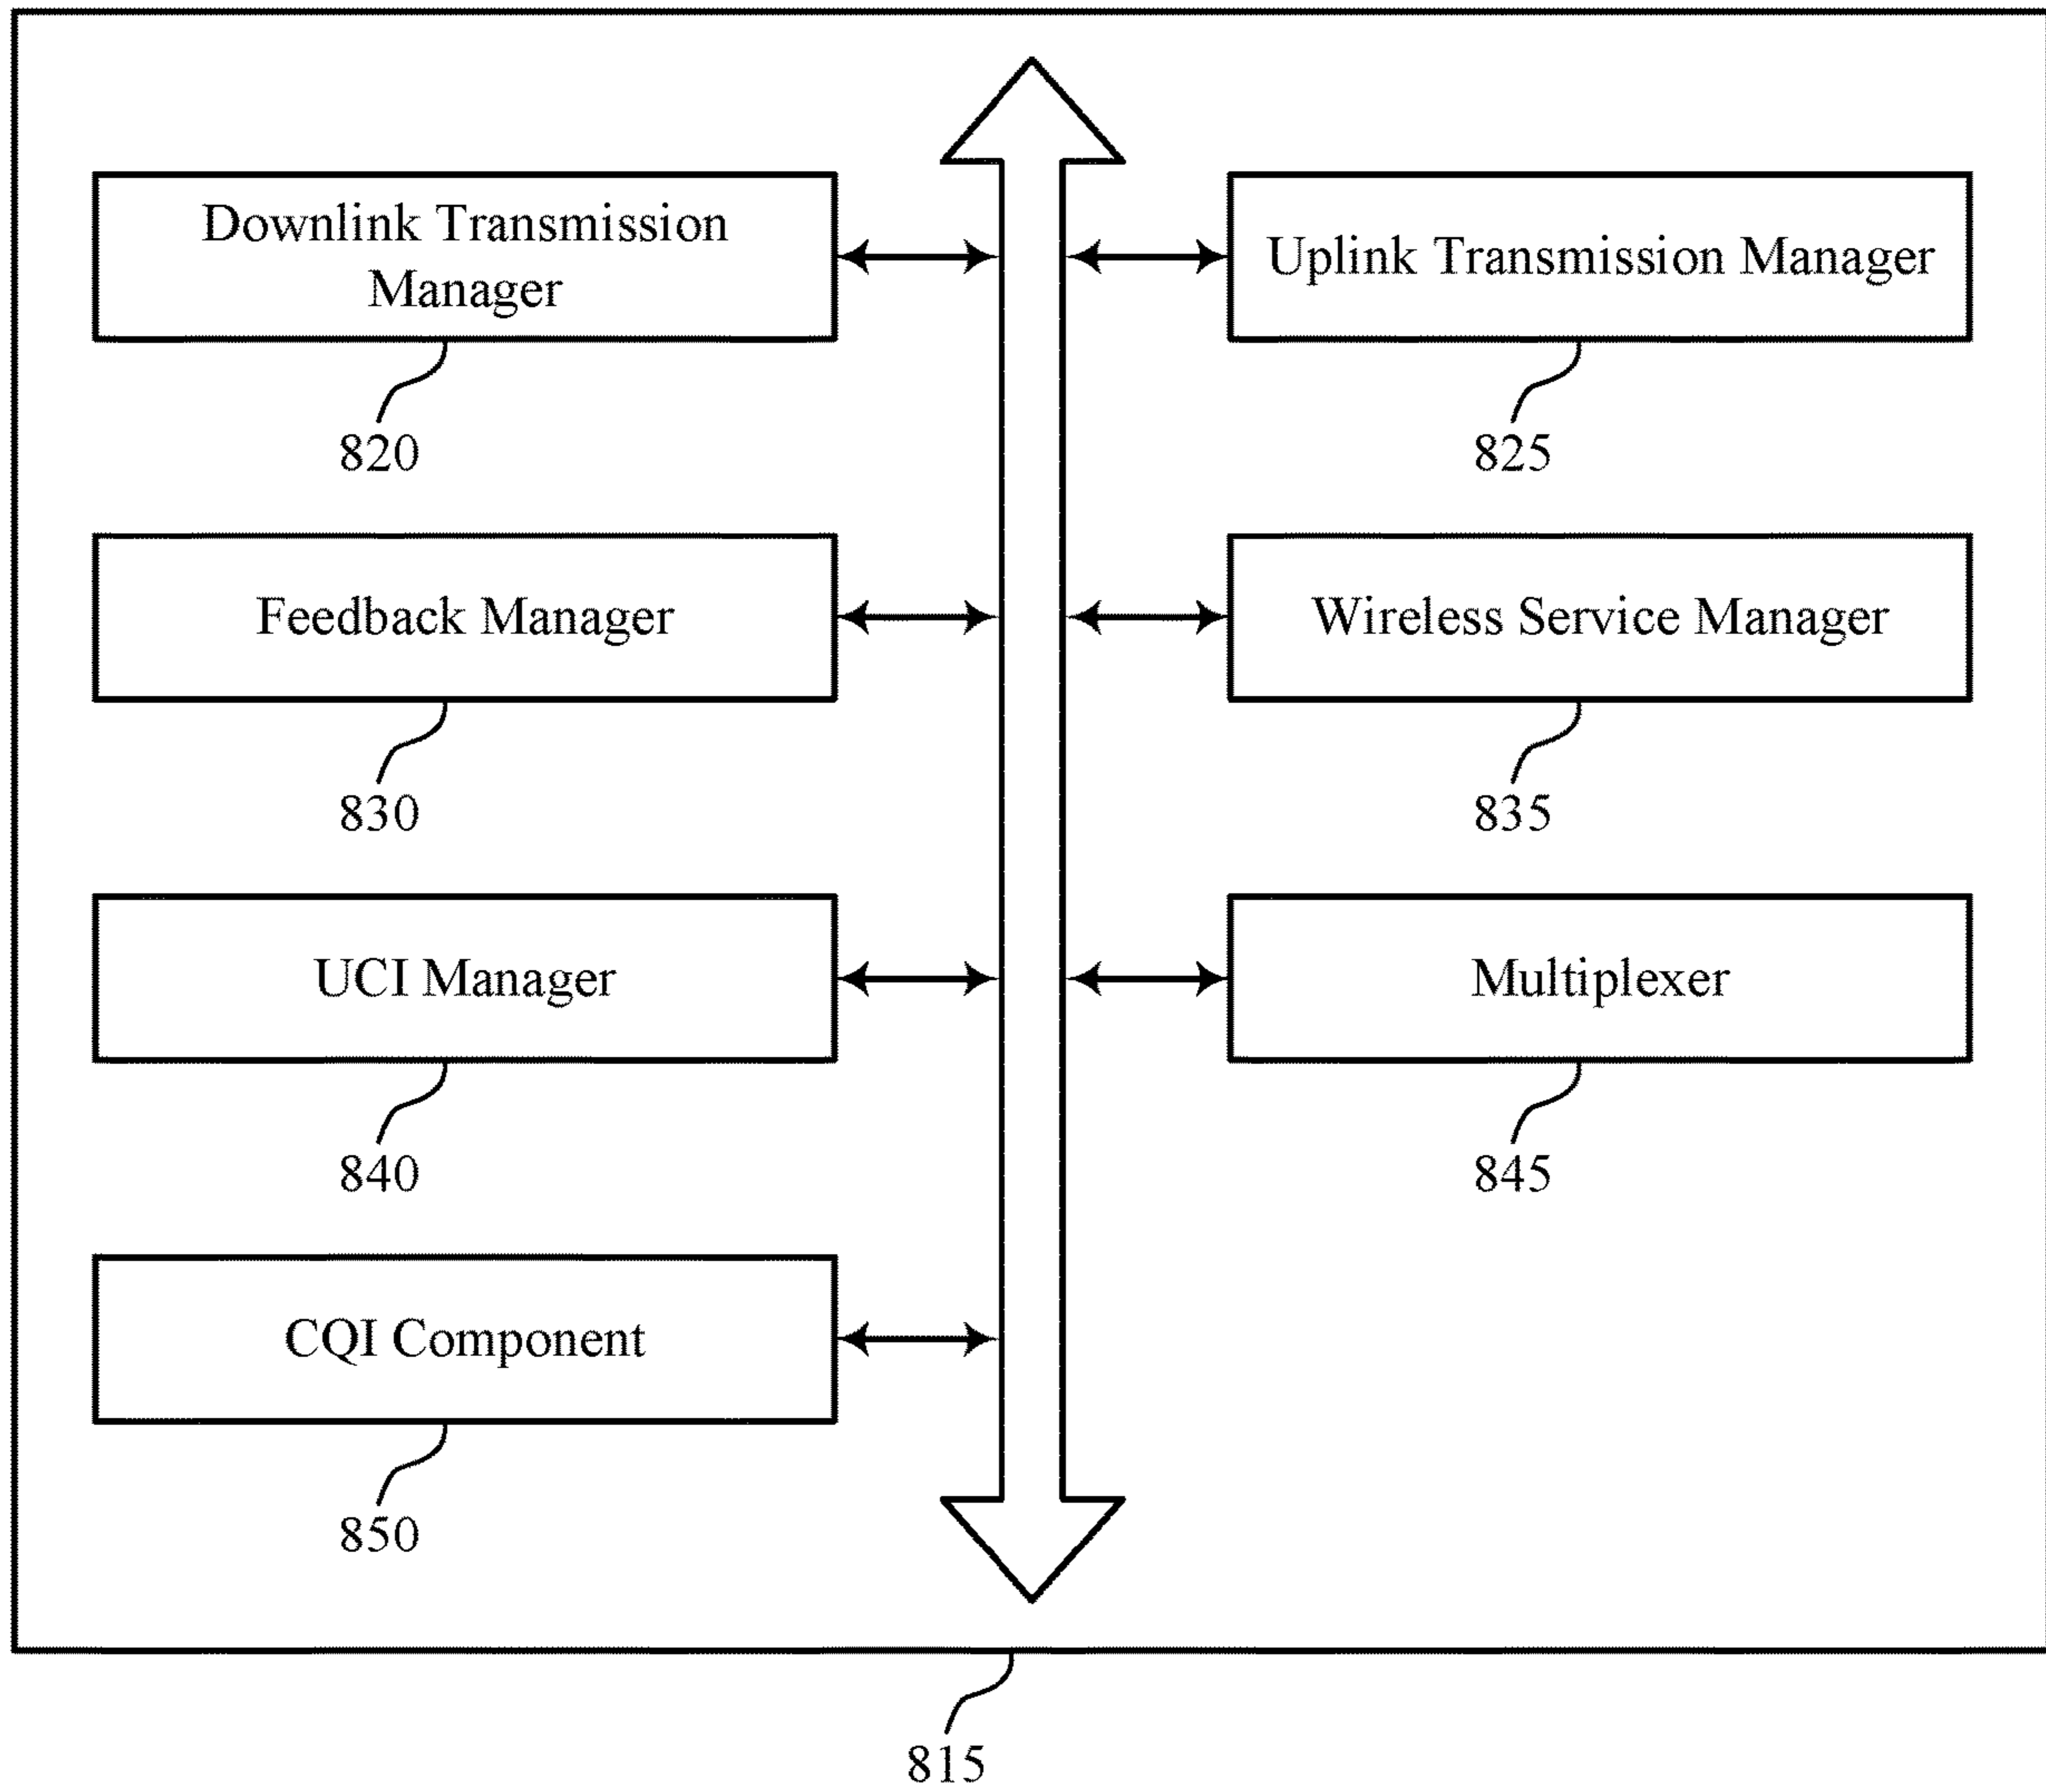 Downlink Transmission
Manager
820
Uplink Transmission Manager
825
Feedback Manager
830
Wireless Service Manager
835
UCI Manager
840
Multiplexer
845
CQI Component
850
815